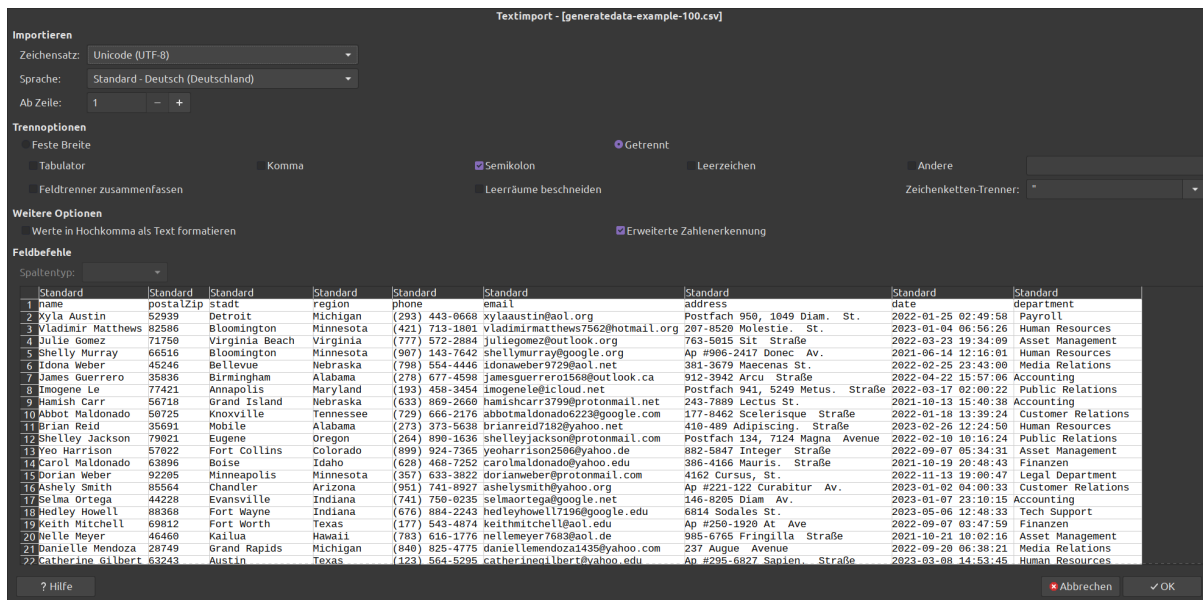 Textimport - [generatedata-example-100.csv]
Importieren
Zeichensatz: Unicode (UTF-8)
Sprache: Standard - Deutsch (Deutschland)
Ab Zeile: 1 − +
Trennoptionen
Feste Breite Getrennt
Tabulator Komma Semikolon Leerzeichen Andere
Feldtrenner zusammenfassen Leerräume beschneiden Zeichenketten-Trenner: "
Weitere Optionen
Werte in Hochkomma als Text formatieren Erweiterte Zahlenerkennung
Feldbefehle
Spaltentyp:
Standard Standard Standard Standard Standard Standard Standard Standard Standard
1 name postalZip stadt region phone email address date department
2 Xyla Austin 52939 Detroit Michigan (293) 443-0668 xylaaustin@aol.org Postfach 950, 1049 Diam. St. 2022-01-25 02:49:58 Payroll
3 Vladimir Matthews 82586 Bloomington Minnesota (421) 713-1801 vladimirmatthews7562@hotmail.org 207-8520 Molestie. St. 2023-01-04 06:56:26 Human Resources
4 Julie Gomez 71750 Virginia Beach Virginia (777) 572-2884 juliegomez@outlook.org 763-5015 Sit Straße 2022-03-23 19:34:09 Asset Management
5 Shelly Murray 66516 Bloomington Minnesota (907) 143-7642 shellymurray@google.org Ap #906-2417 Donec Av. 2021-06-14 12:16:01 Human Resources
6 Idona Weber 45246 Bellevue Nebraska (798) 554-4446 idonaweber9729@aol.net 381-3679 Maecenas St. 2022-02-25 23:43:00 Media Relations
7 James Guerrero 35836 Birmingham Alabama (278) 677-4598 jamesguerrero1568@outlook.ca 912-3942 Arcu Straße 2022-04-22 15:57:06 Accounting
8 Imogene Le 77421 Annapolis Maryland (193) 458-3454 imogenele@icloud.net Postfach 941, 5249 Metus. Straße 2022-03-17 02:00:22 Public Relations
9 Hamish Carr 56718 Grand Island Nebraska (633) 869-2660 hamishcarr3799@protonmail.net 243-7889 Lectus St. 2021-10-13 15:40:38 Accounting
10 Abbot Maldonado 50725 Knoxville Tennessee (729) 666-2176 abbotmaldonado6223@google.com 177-8462 Scelerisque Straße 2022-01-18 13:39:24 Customer Relations
11 Brian Reid 35691 Mobile Alabama (273) 373-5638 brianreid7182@yahoo.net 410-489 Adipiscing. Straße 2023-02-26 12:24:50 Human Resources
12 Shelley Jackson 79021 Eugene Oregon (264) 890-1636 shelleyjackson@protonmail.com Postfach 134, 7124 Magna Avenue 2022-02-10 10:16:24 Public Relations
13 Yeo Harrison 57022 Fort Collins Colorado (899) 924-7365 yeoharrison2506@yahoo.de 882-5847 Integer Straße 2022-09-07 05:34:31 Asset Management
14 Carol Maldonado 63896 Boise Idaho (628) 468-7252 carolmaldonado@yahoo.edu 386-4166 Mauris. Straße 2021-10-19 20:48:43 Finanzen
15 Dorian Weber 92205 Minneapolis Minnesota (357) 633-3822 dorianweber@protonmail.com 4162 Cursus, St. 2022-11-13 19:00:47 Legal Department
16 Ashely Smith 85564 Chandler Arizona (951) 741-8927 ashelysmith@yahoo.org Ap #221-122 Curabitur Av. 2023-01-02 04:00:33 Customer Relations
17 Selma Ortega 44228 Evansville Indiana (741) 750-0235 selmaortega@google.net 146-8205 Diam Av. 2023-01-07 23:10:15 Accounting
18 Hedley Howell 88368 Fort Wayne Indiana (676) 884-2243 hedleyhowell7196@google.edu 6814 Sodales St. 2023-05-06 12:48:33 Tech Support
19 Keith Mitchell 69812 Fort Worth Texas (177) 543-4874 keithmitchell@aol.edu Ap #250-1920 At Ave 2022-09-07 03:47:59 Finanzen
20 Nelle Meyer 46460 Kailua Hawaii (783) 616-1776 nellemeyer7683@aol.de 985-6765 Fringilla Straße 2021-10-21 10:02:16 Asset Management
21 Danielle Mendoza 28749 Grand Rapids Michigan (840) 825-4775 daniellemendoza1435@yahoo.com 237 Augue Avenue 2022-09-20 06:38:21 Media Relations
22 Catherine Gilbert 63243 Austin Texas (123) 564-5295 catherinegilbert@yahoo.edu Ap #295-6827 Sapien. Straße 2023-03-08 14:53:45 Human Resources
? Hilfe Abbrechen OK